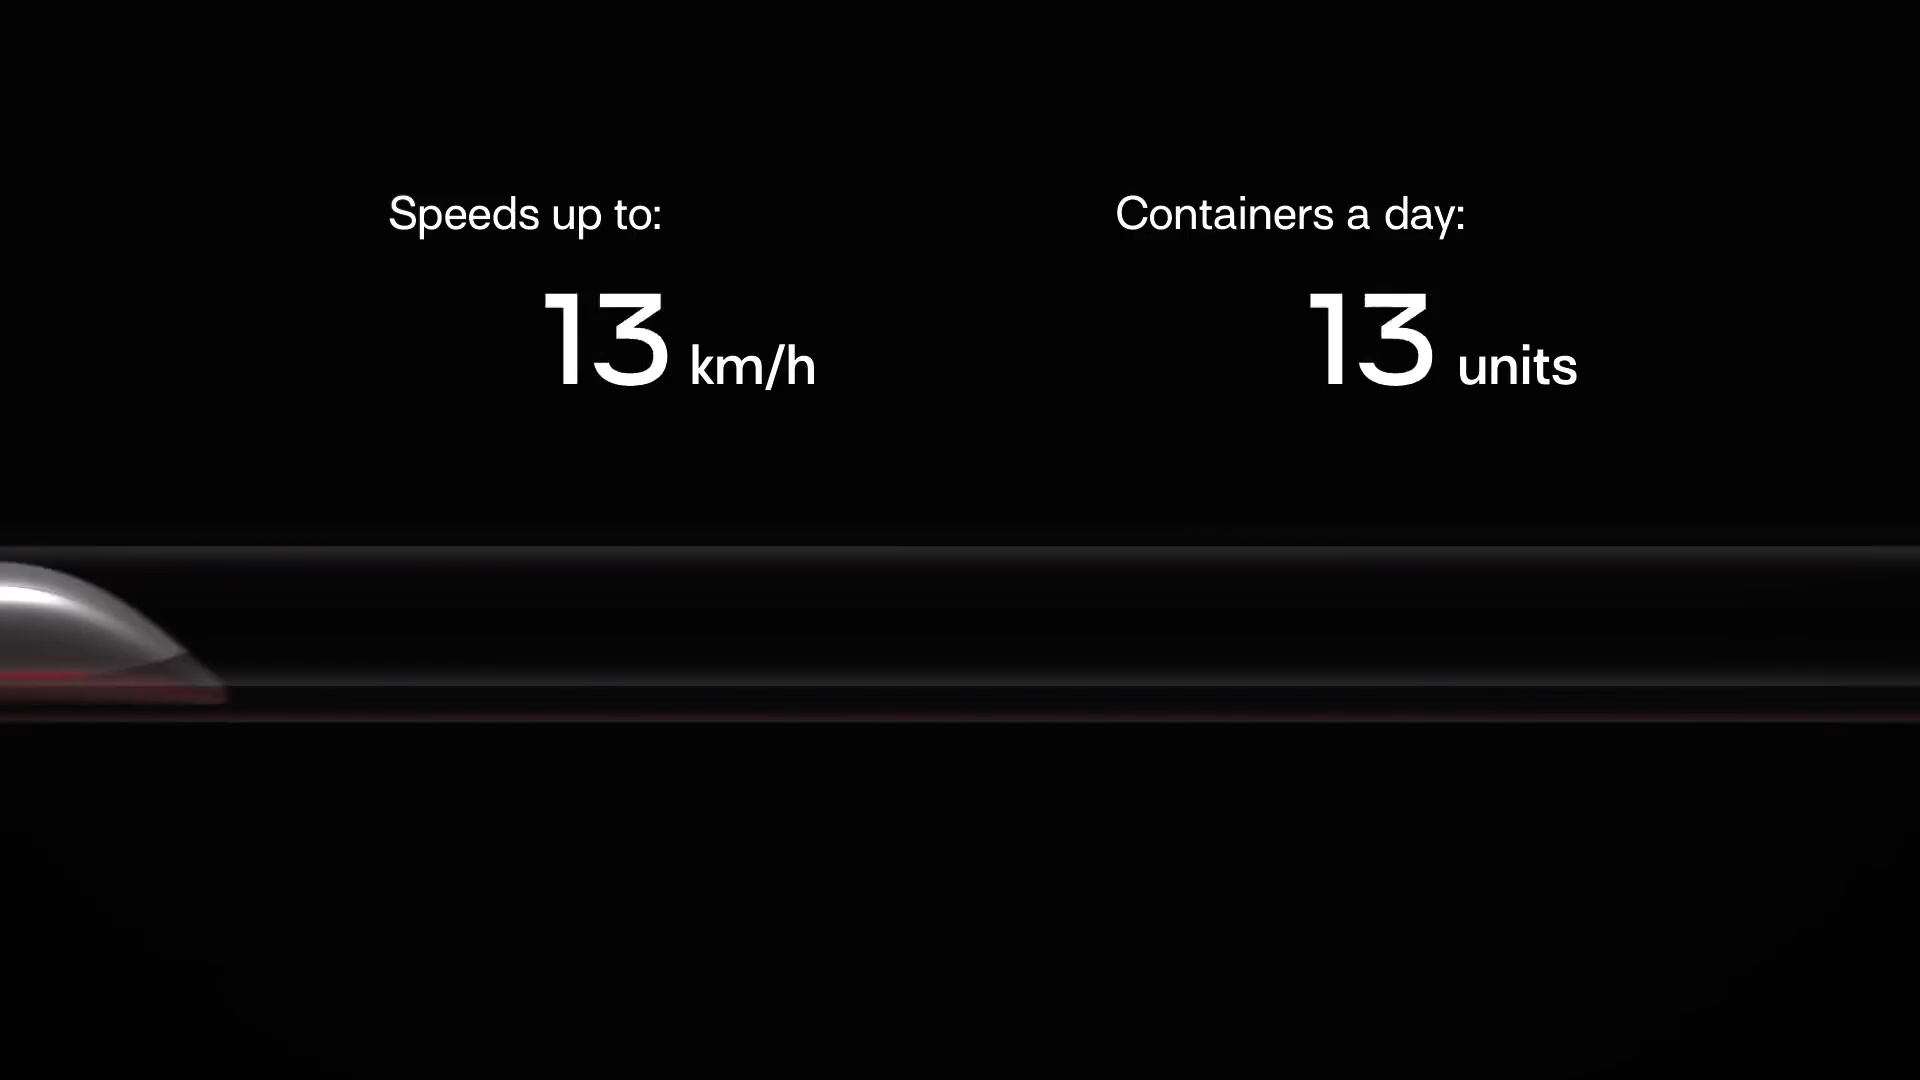 Speeds up to:
13 km/h
Containers a day:
13 units